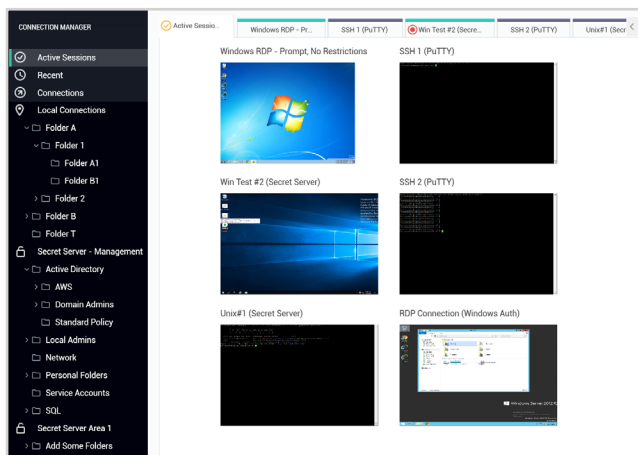 CONNECTION MANAGER
Active Sessions
Recent
Connections
Local Connections
Folder A
Folder 1
Folder A1
Folder B1
Folder 2
Folder B
Folder T
Secret Server - Management
Active Directory
AWS
Domain Admins
Standard Policy
Local Admins
Network
Personal Folders
Service Accounts
SQL
Secret Server Area 1
Add Some Folders
Active Sessio...
Windows RDP - Pr...
SSH 1 (PuTTY)
Win Test #2 (Secre...
SSH 2 (PuTTY)
Unix#1 (Secr
Windows RDP - Prompt, No Restrictions
SSH 1 (PuTTY)
Win Test #2 (Secret Server)
SSH 2 (PuTTY)
Unix#1 (Secret Server)
RDP Connection (Windows Auth)
Windows Server 2012 R